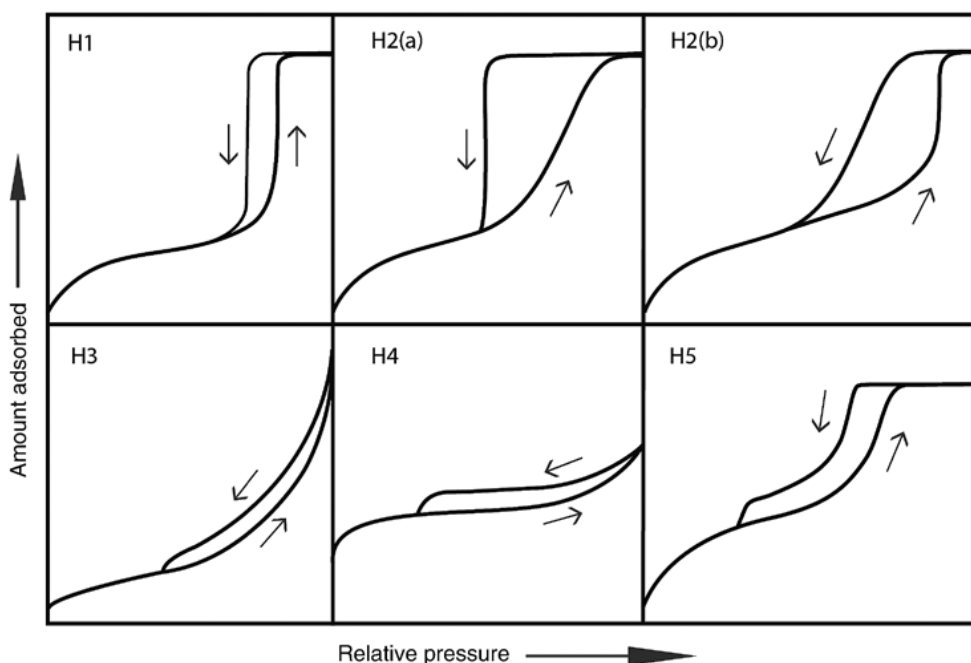 H1
H2(a)
H2(b)
H3
H4
H5
Amount adsorbed
Relative pressure